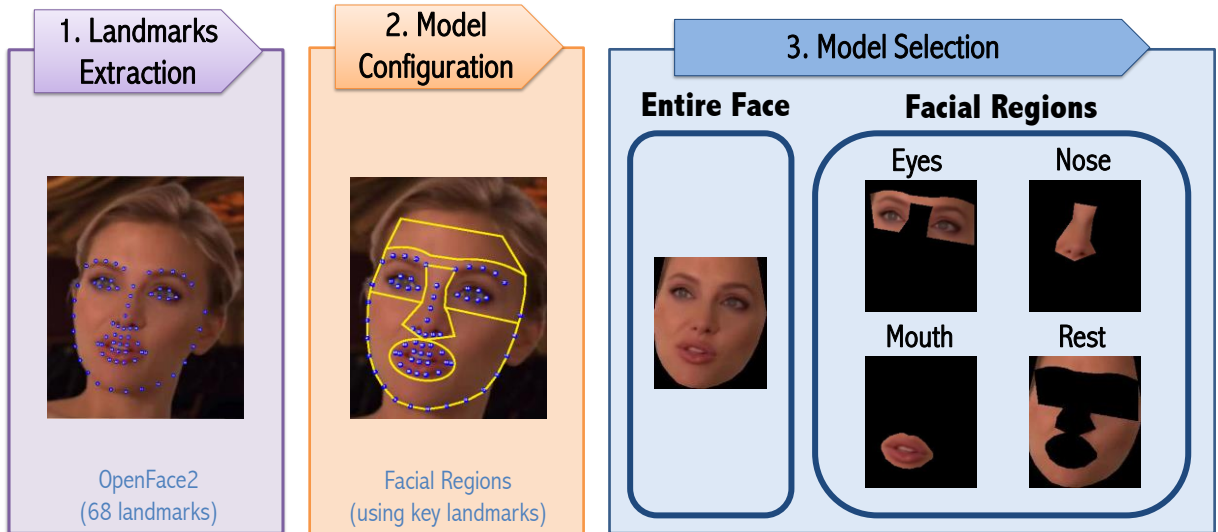 1. Landmarks
Extraction
OpenFace2
(68 landmarks)
2. Model
Configuration
Facial Regions
(using key landmarks)
3. Model Selection
Entire Face
Facial Regions
Eyes
Nose
Mouth
Rest